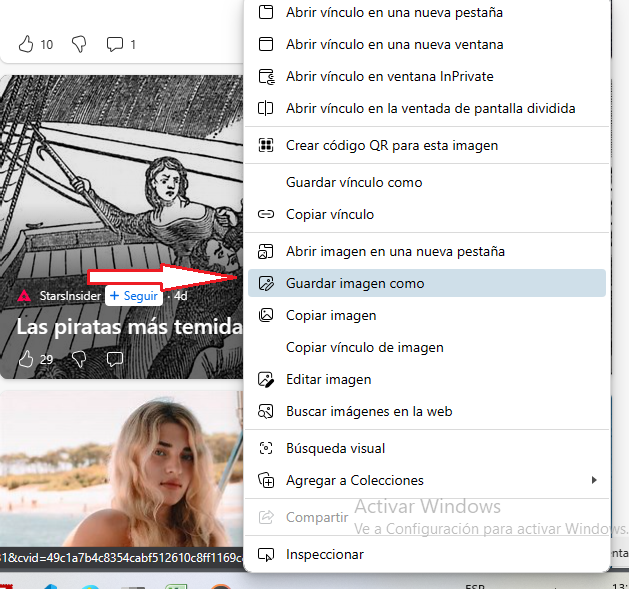 Abrir vínculo en una nueva pestaña
10
1
Abrir vínculo en una nueva ventana
Abrir vínculo en ventana InPrivate
Abrir vínculo en la ventada de pantalla dividida
Crear código QR para esta imagen
Guardar vínculo como
Copiar vínculo
Abrir imagen en una nueva pestaña
Guardar imagen como
StarsInsider
+ Seguir
· 4d
Las piratas más temida
29
Copiar imagen
Copiar vínculo de imagen
Editar imagen
Buscar imágenes en la web
Búsqueda visual
Agregar a Colecciones
Compartir
Activar Windows
Ve a Configuración para activar Windows.
Inspeccionar
31&cvid=49c1a7b4c8354cabf512610c8ff1169c
ESP
13: